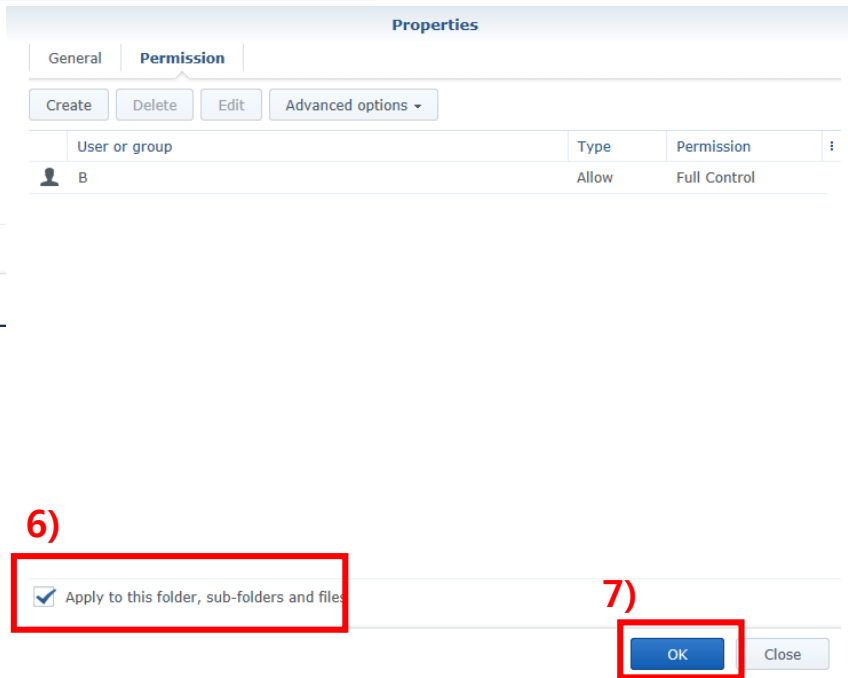 Properties
General Permission
Create Delete Edit Advanced options
User or group Type Permission
B Allow Full Control
6)
Apply to this folder, sub-folders and files
7)
OK Close